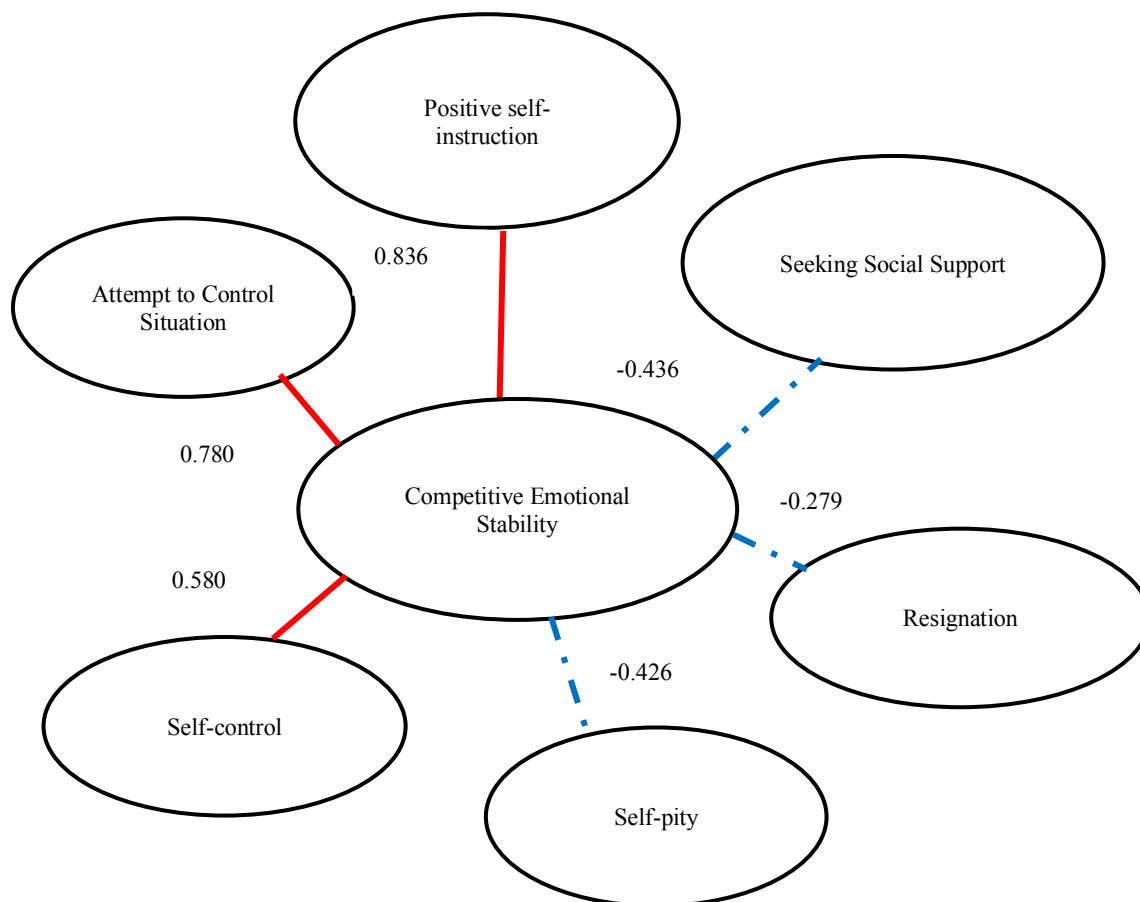 Positive self-
instruction
0.836
Seeking Social Support
Attempt to Control
Situation
-0.436
0.780
Competitive Emotional
Stability
-0.279
0.580
Resignation
-0.426
Self-control
Self-pity